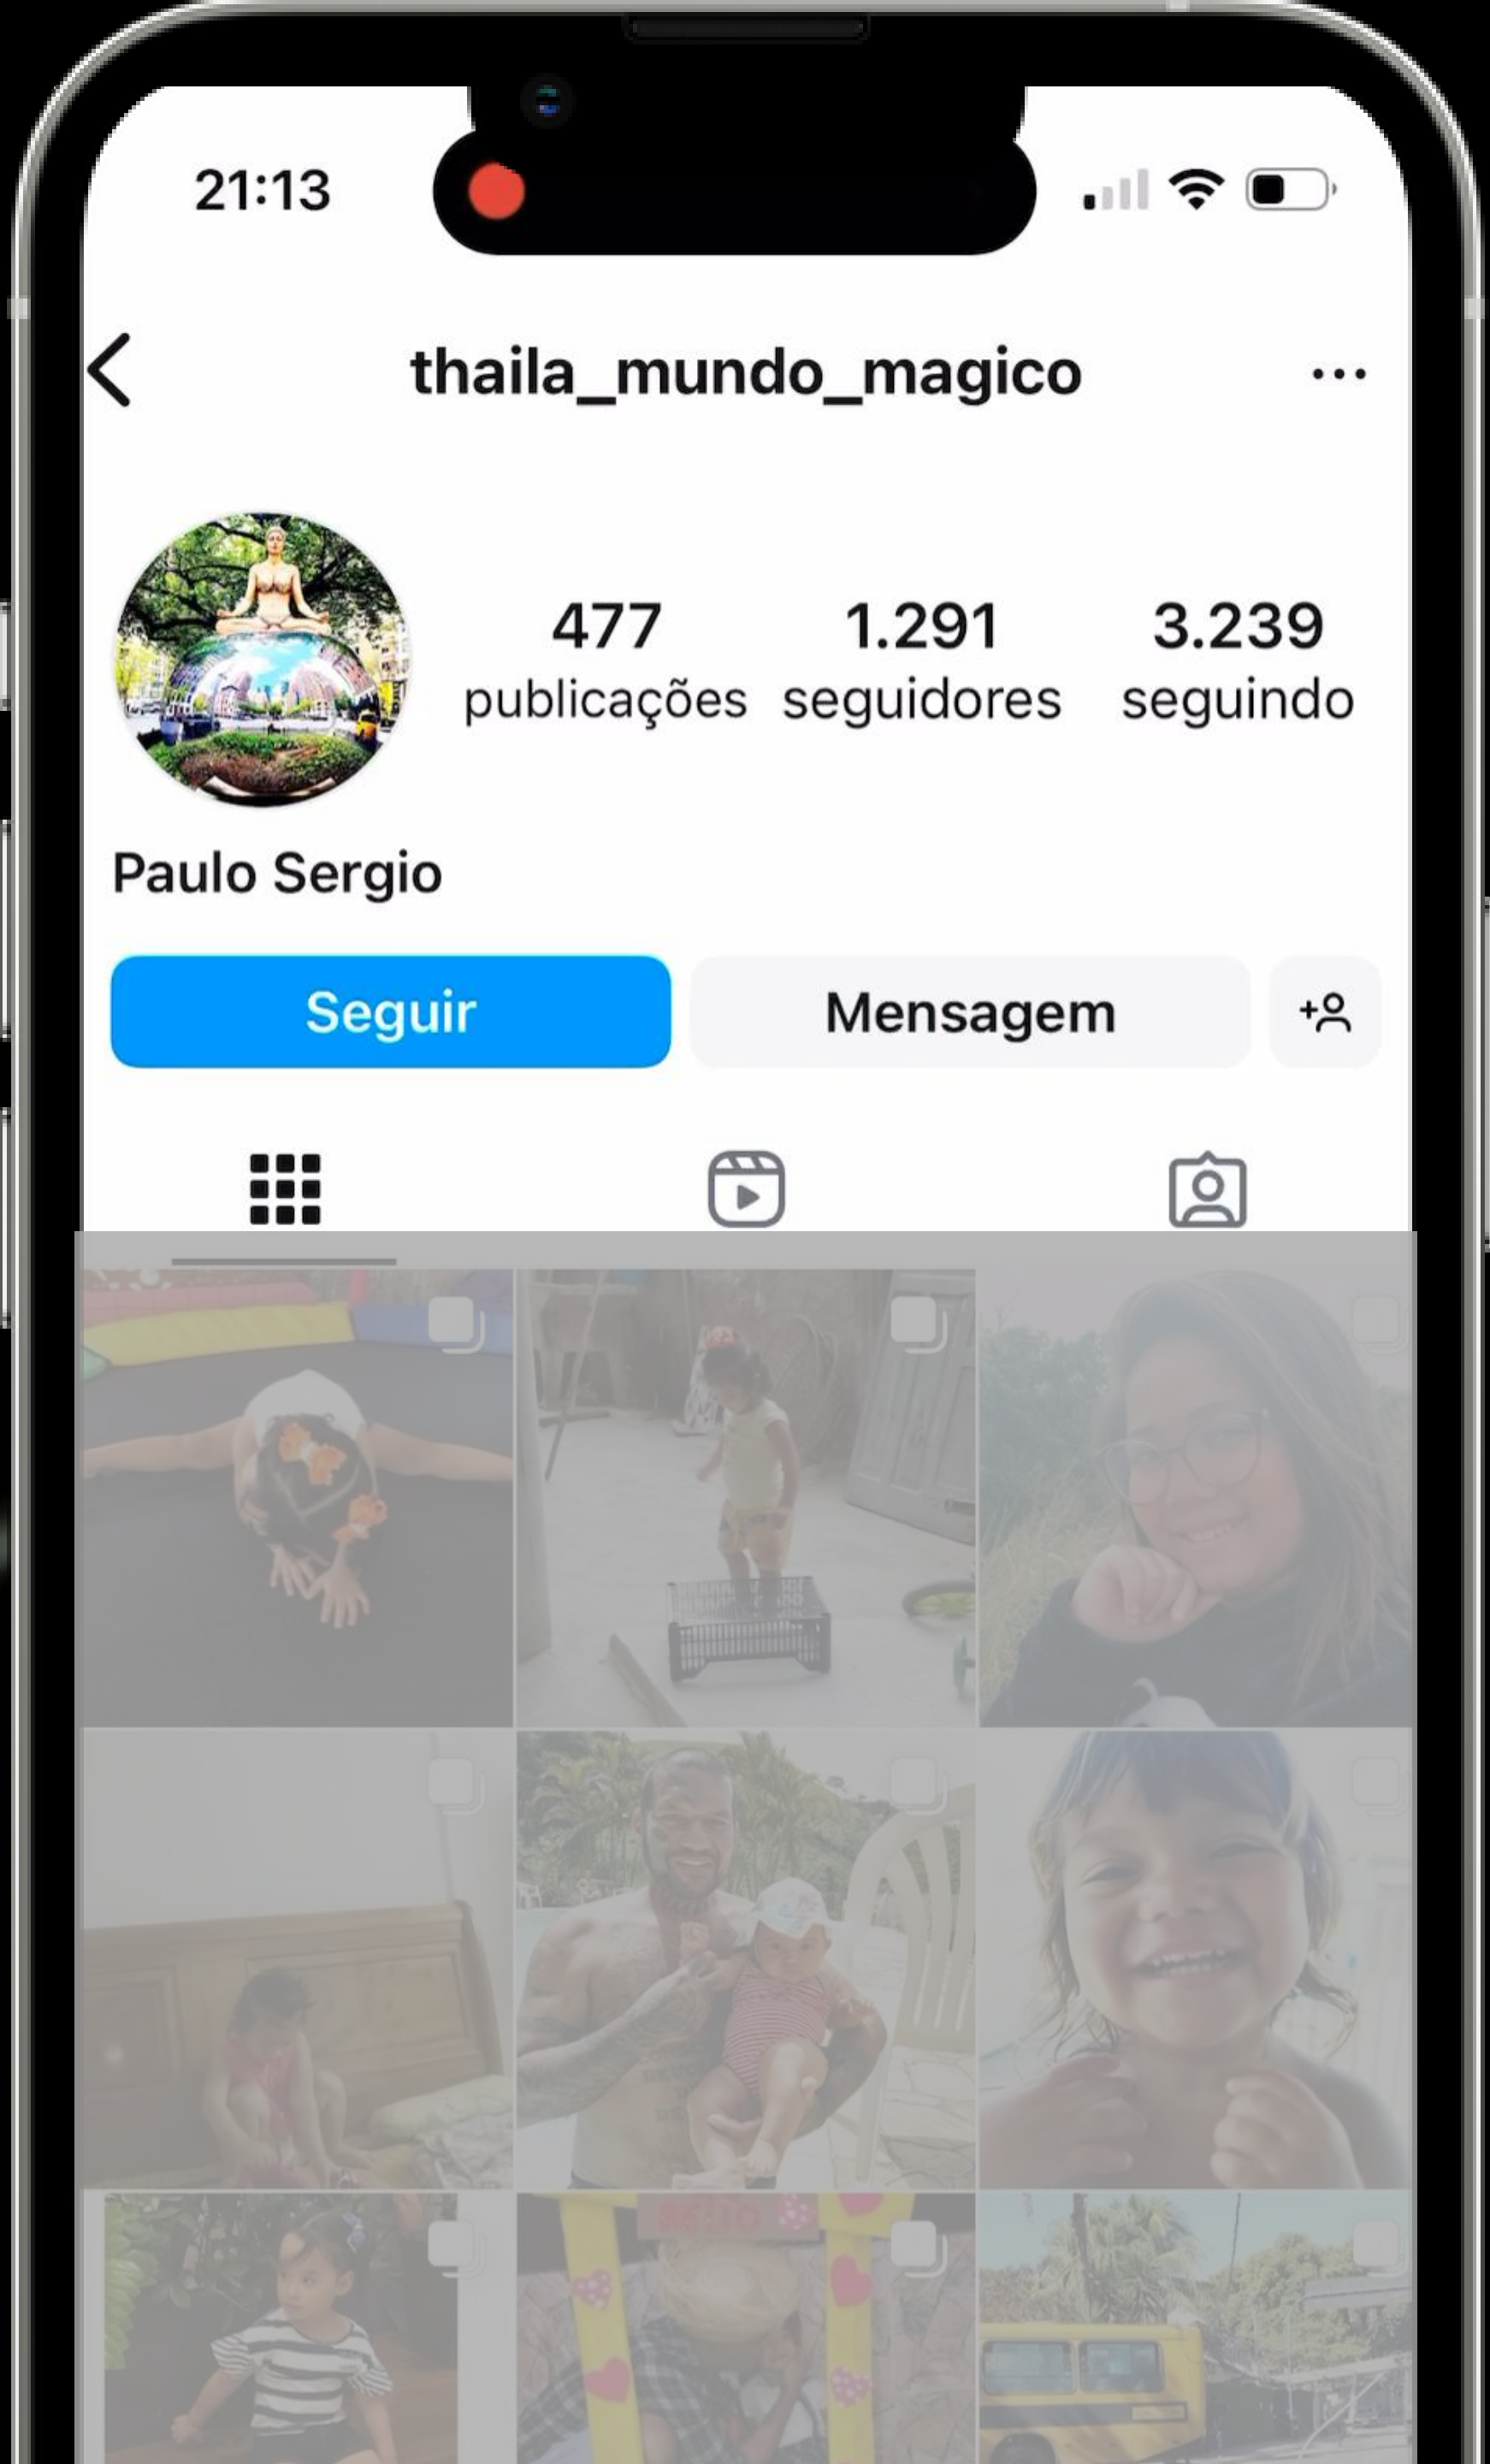 21:13
thaila_mundo_magico
477 1.291 3.239
publicações seguidores seguindo
Paulo Sergio
Seguir Mensagem